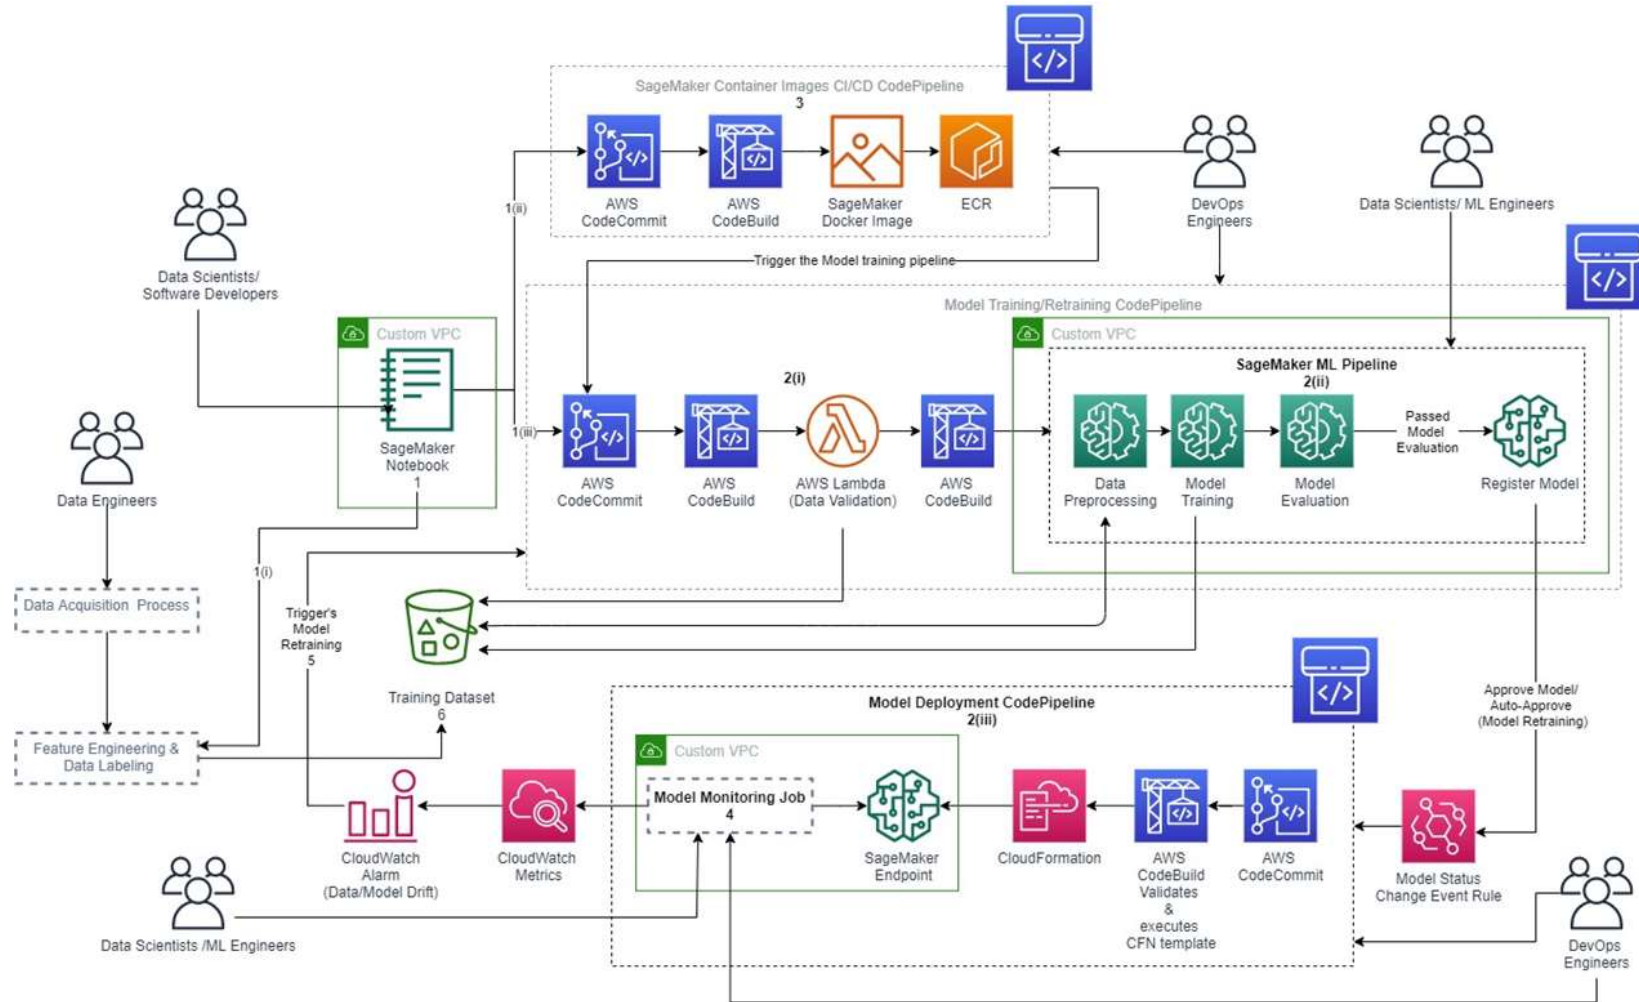 SageMaker Container Images CI/CD CodePipeline
3
AWS
CodeCommit
AWS
CodeBuild
SageMaker
Docker Image
ECR
DevOps
Engineers
Data Scientists/ ML Engineers
1(ii)
Data Scientists/
Software Developers
Trigger the Model training pipeline
Model Training/Retraining CodePipeline
Custom VPC
SageMaker
Notebook
1
1(iii)
2(i)
AWS
CodeCommit
AWS
CodeBuild
AWS Lambda
(Data Validation)
AWS
CodeBuild
Custom VPC
SageMaker ML Pipeline
2(ii)
Data
Preprocessing
Model
Training
Model
Evaluation
Passed
Model
Evaluation
Register Model
Data Engineers
1(i)
Data Acquisition Process
Trigger's
Model
Retraining
5
Training Dataset
6
Feature Engineering &
Data Labeling
Approve Model/
Auto-Approve
(Model Retraining)
Model Deployment CodePipeline
2(iii)
Custom VPC
Model Monitoring Job
4
SageMaker
Endpoint
CloudFormation
AWS
CodeBuild
Validates
&
executes
CFN template
AWS
CodeCommit
Model Status
Change Event Rule
CloudWatch
Alarm
(Data/Model Drift)
CloudWatch
Metrics
Data Scientists /ML Engineers
DevOps
Engineers